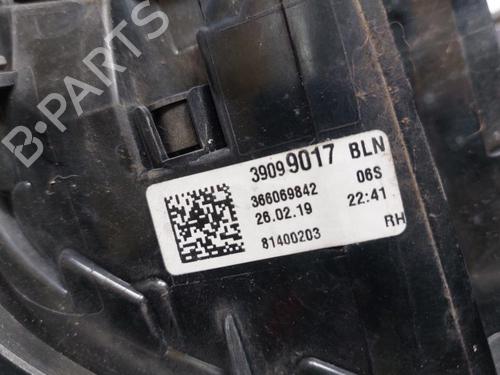 B-PARTS
39099017 BLN
366069842 06S
26.02.19 22:41
81400203 RH